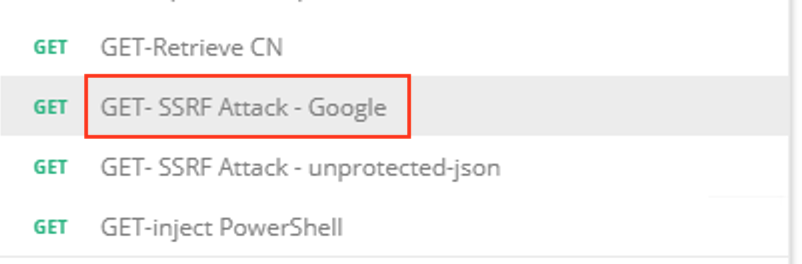 GET GET-Retrieve CN
GET GET- SSRF Attack - Google
GET GET- SSRF Attack - unprotected-json
GET GET-inject PowerShell